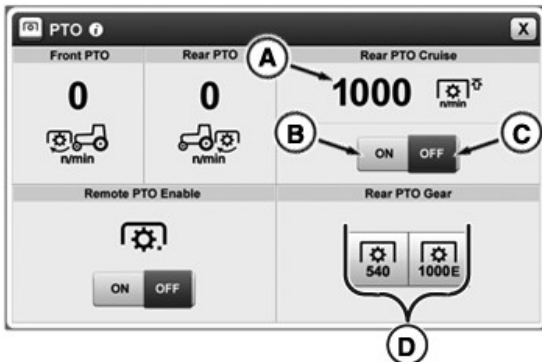 PTO i X
Front PTO
Rear PTO
A
Rear PTO Cruise
0
0
1000
n/min
n/min
n/min
B
ON
OFF
C
Remote PTO Enable
Rear PTO Gear
ON
OFF
540
1000E
D